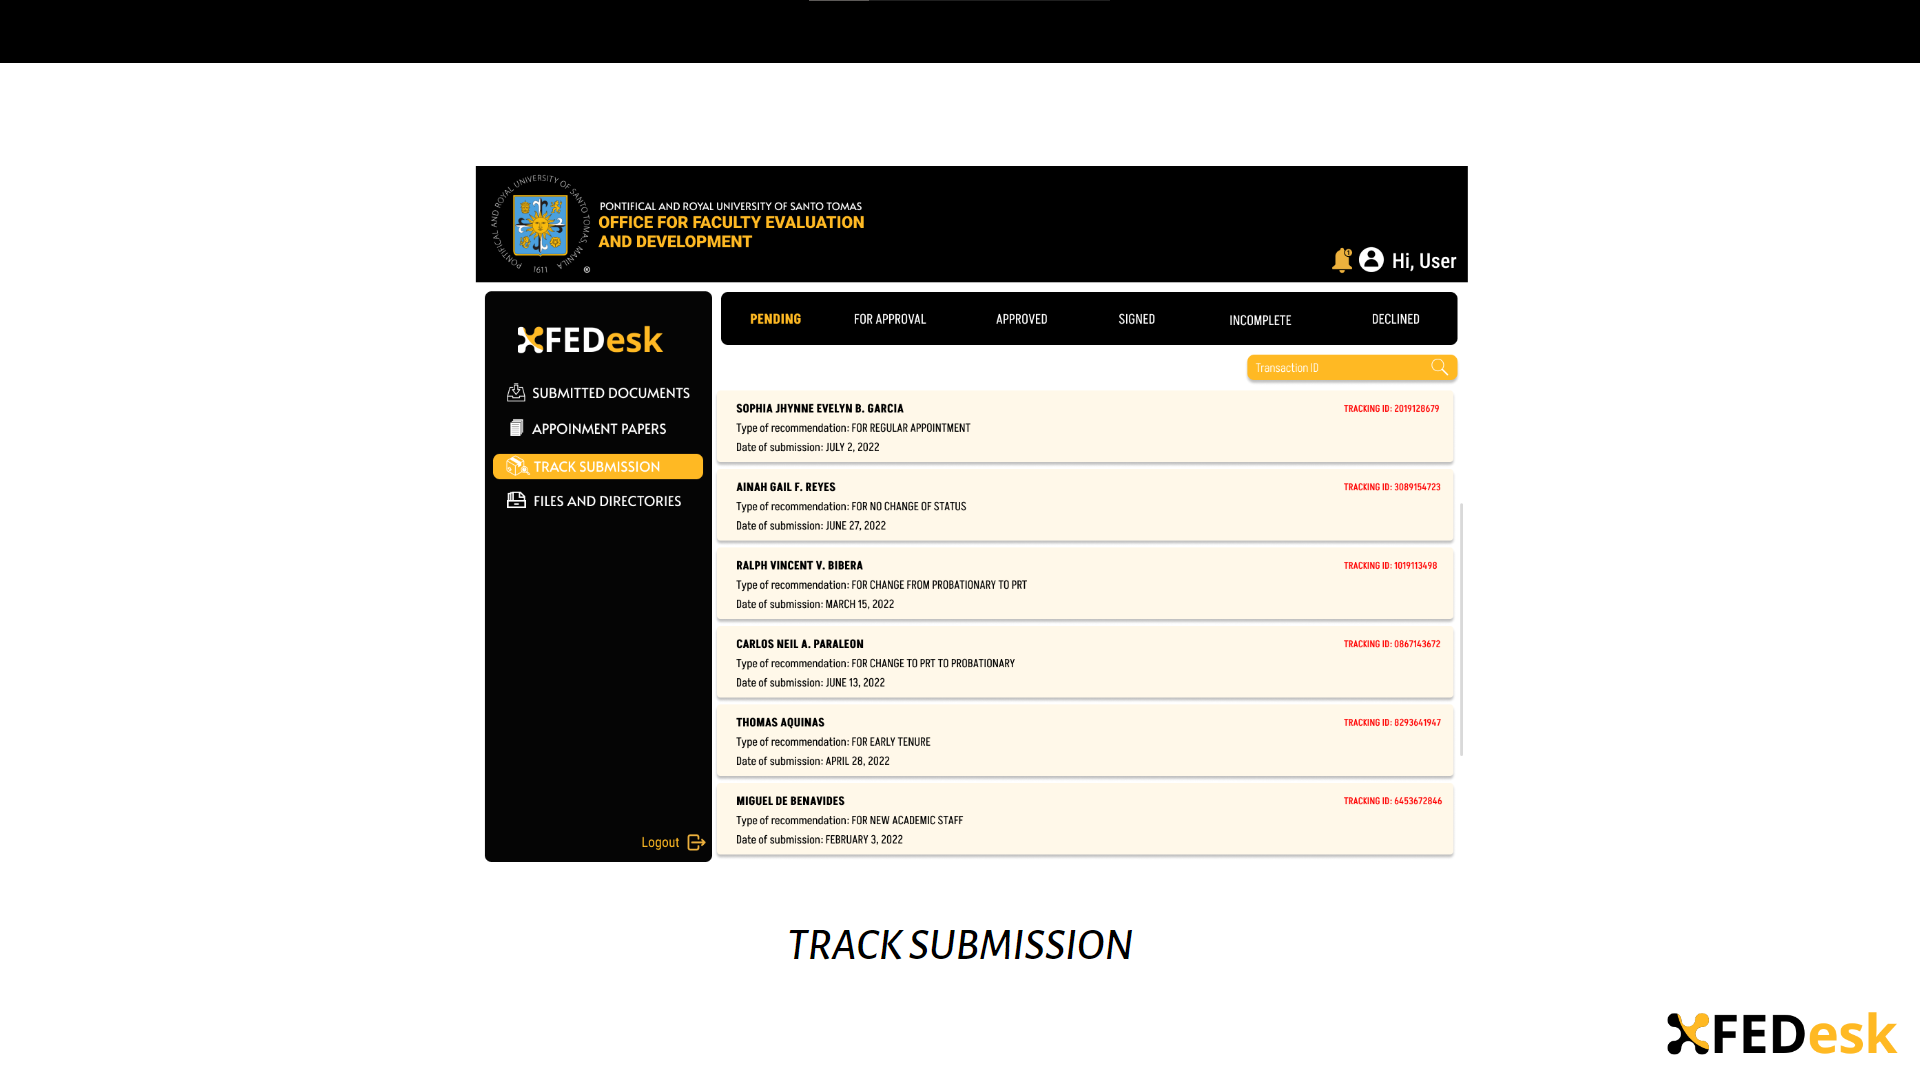 PONTIFICAL AND ROYAL UNIVERSITY OF SANTO TOMAS, MANILA
1611
®
PONTIFICAL AND ROYAL UNIVERSITY OF SANTO TOMAS
OFFICE FOR FACULTY EVALUATION
AND DEVELOPMENT
Hi, User
FEDesk
SUBMITTED DOCUMENTS
APPOINMENT PAPERS
TRACK SUBMISSION
FILES AND DIRECTORIES
Logout
PENDING FOR APPROVAL APPROVED SIGNED INCOMPLETE DECLINED
Transaction ID
SOPHIA JHYNNE EVELYN B. GARCIA TRACKING ID: 2019128679
Type of recommendation: FOR REGULAR APPOINTMENT
Date of submission: JULY 2, 2022
AINAH GAIL F. REYES TRACKING ID: 3089154723
Type of recommendation: FOR NO CHANGE OF STATUS
Date of submission: JUNE 27, 2022
RALPH VINCENT V. BIBERA TRACKING ID: 1019113498
Type of recommendation: FOR CHANGE FROM PROBATIONARY TO PRT
Date of submission: MARCH 15, 2022
CARLOS NEIL A. PARALEON TRACKING ID: 0867143672
Type of recommendation: FOR CHANGE TO PRT TO PROBATIONARY
Date of submission: JUNE 13, 2022
THOMAS AQUINAS TRACKING ID: 8293641947
Type of recommendation: FOR EARLY TENURE
Date of submission: APRIL 28, 2022
MIGUEL DE BENAVIDES TRACKING ID: 6453672846
Type of recommendation: FOR NEW ACADEMIC STAFF
Date of submission: FEBRUARY 3, 2022
TRACK SUBMISSION
FEDesk